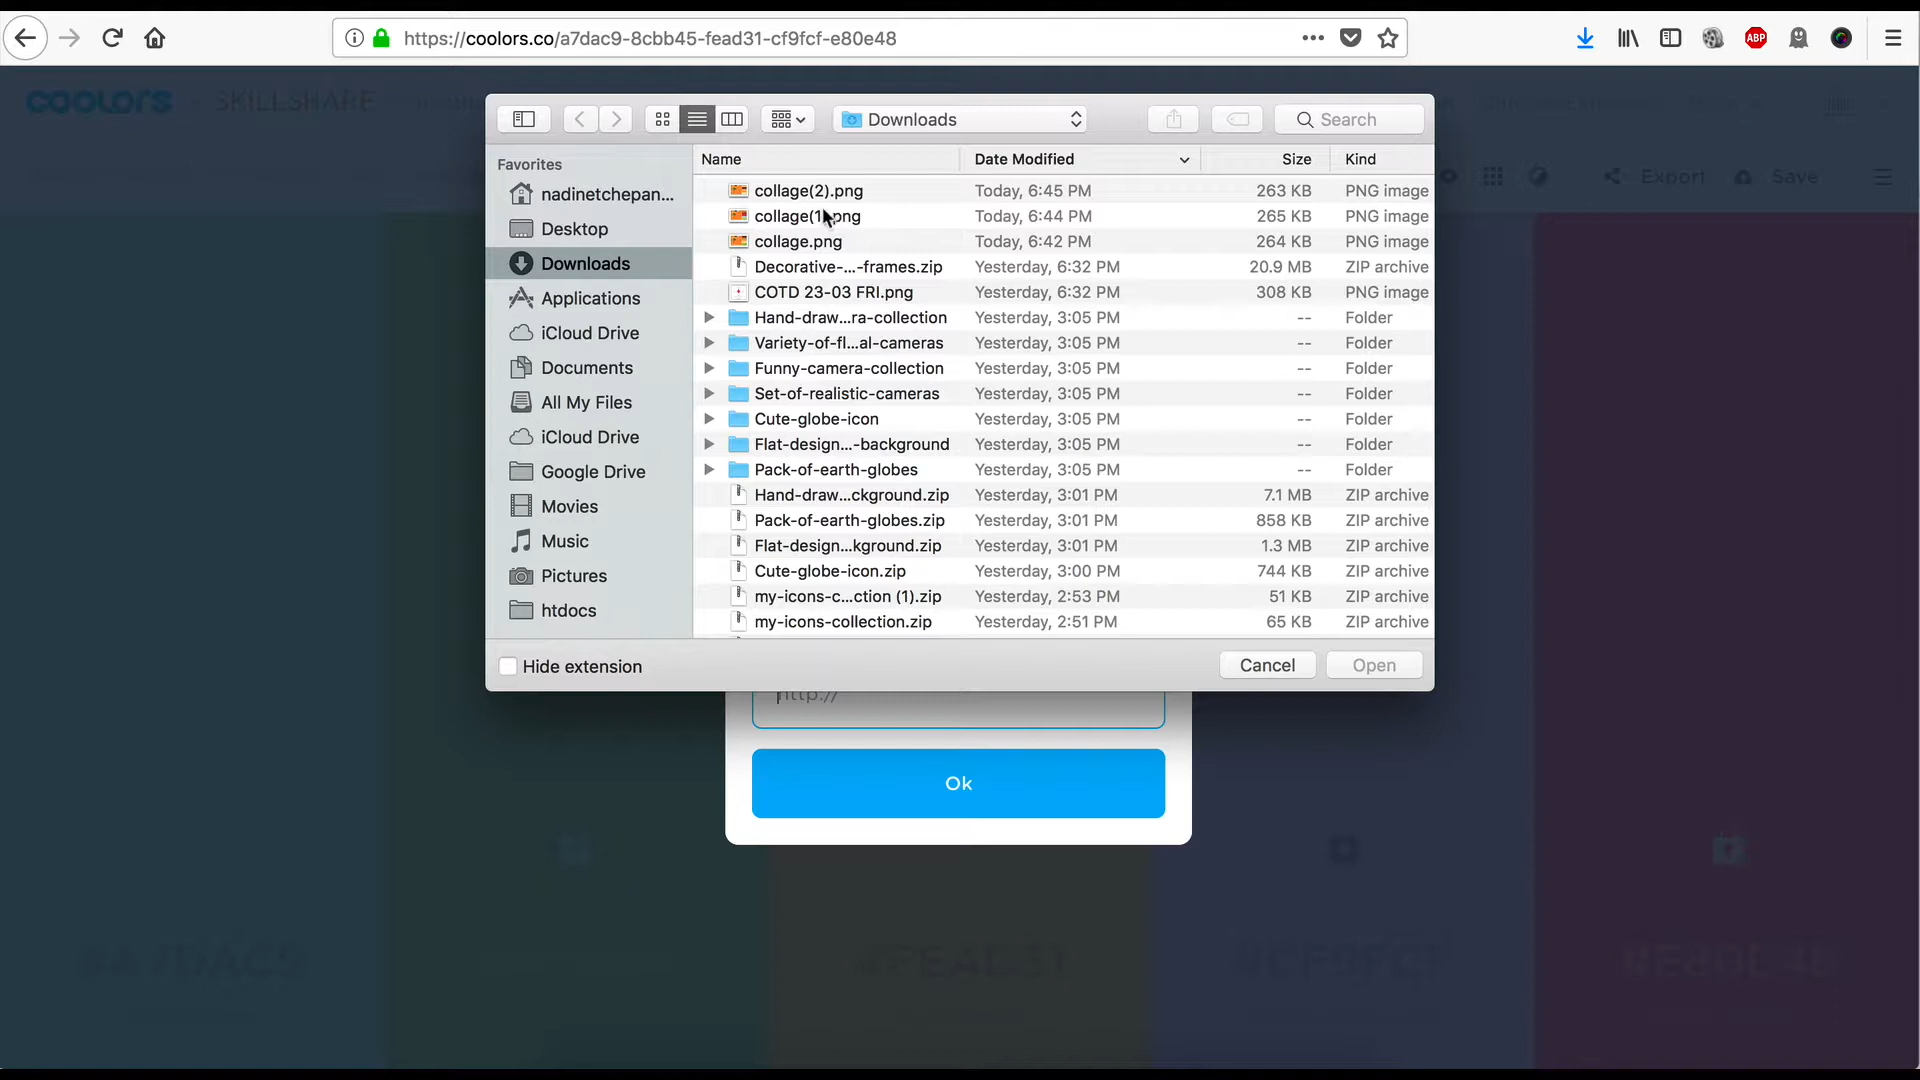 https://coolors.co/a7dac9-8cbb45-fead31-cf9fcf-e80e48
ABP
coolors
SKILLSHARE
Export
Save
Downloads
Search
Favorites
nadinetchepan...
Desktop
Downloads
Applications
iCloud Drive
Documents
All My Files
iCloud Drive
Google Drive
Movies
Music
Pictures
htdocs
Name Date Modified Size Kind
collage(2).png Today, 6:45 PM 263 KB PNG image
collage(1).png Today, 6:44 PM 265 KB PNG image
collage.png Today, 6:42 PM 264 KB PNG image
Decorative-...-frames.zip Yesterday, 6:32 PM 20.9 MB ZIP archive
COTD 23-03 FRI.png Yesterday, 6:32 PM 308 KB PNG image
Hand-draw...ra-collection Yesterday, 3:05 PM -- Folder
Variety-of-fl...al-cameras Yesterday, 3:05 PM -- Folder
Funny-camera-collection Yesterday, 3:05 PM -- Folder
Set-of-realistic-cameras Yesterday, 3:05 PM -- Folder
Cute-globe-icon Yesterday, 3:05 PM -- Folder
Flat-design...-background Yesterday, 3:05 PM -- Folder
Pack-of-earth-globes Yesterday, 3:05 PM -- Folder
Hand-draw...ckground.zip Yesterday, 3:01 PM 7.1 MB ZIP archive
Pack-of-earth-globes.zip Yesterday, 3:01 PM 858 KB ZIP archive
Flat-design...kground.zip Yesterday, 3:01 PM 1.3 MB ZIP archive
Cute-globe-icon.zip Yesterday, 3:00 PM 744 KB ZIP archive
my-icons-c...ction (1).zip Yesterday, 2:53 PM 51 KB ZIP archive
my-icons-collection.zip Yesterday, 2:51 PM 65 KB ZIP archive
Hide extension
Cancel
Open
http://
Ok
#A7DAC9
#FEAD31
#CF9FCF
#E80E48